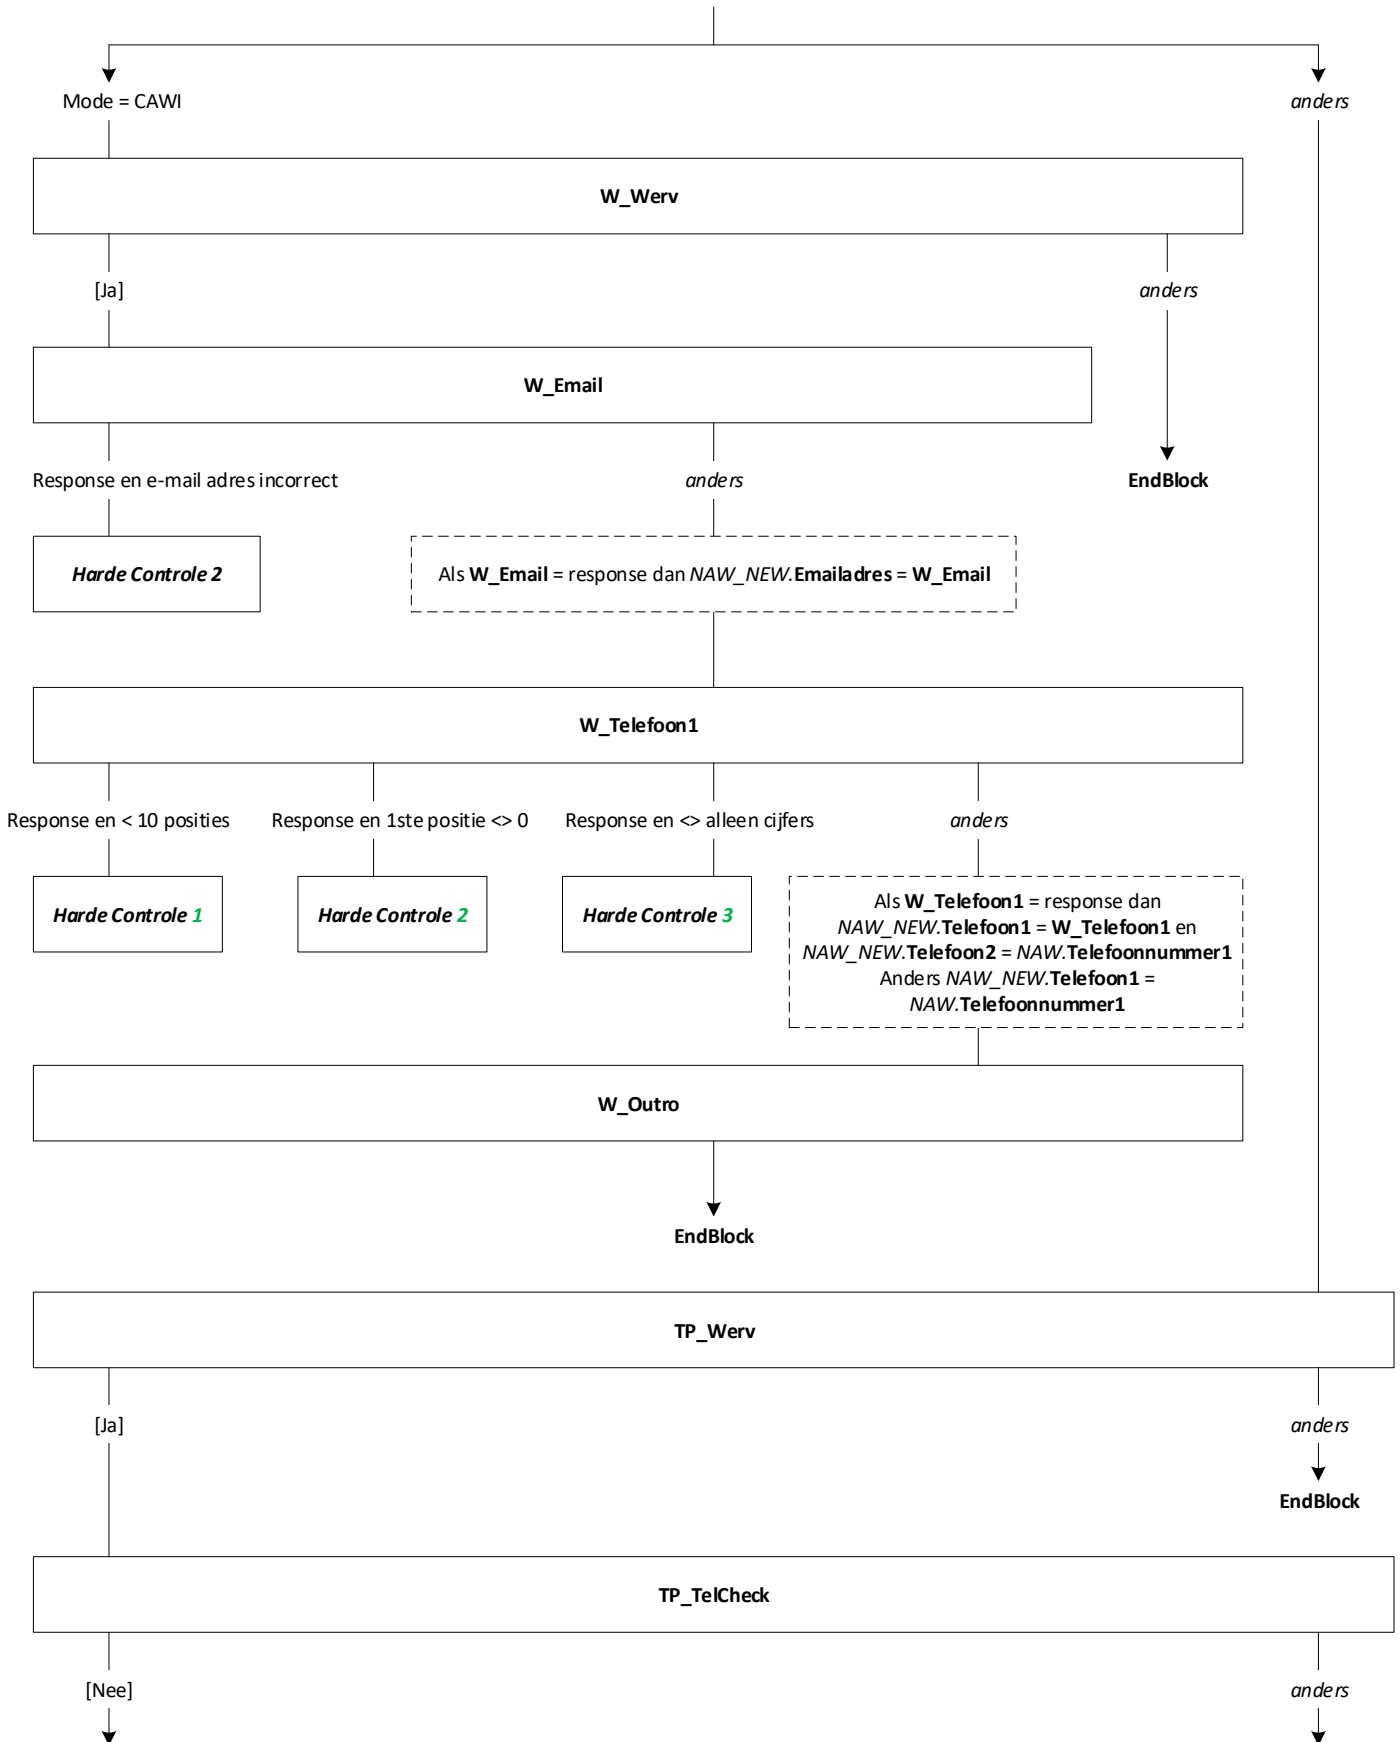 Mode = CAWI
anders
W_Werv
[Ja]
anders
W_Email
Response en e-mail adres incorrect
anders
EndBlock
Harde Controle 2
Als W_Email = response dan NAW_NEW.Emailadres = W_Email
W_Telefoon1
Response en < 10 posities
Response en 1ste positie <> 0
Response en <> alleen cijfers
anders
Harde Controle 1
Harde Controle 2
Harde Controle 3
Als W_Telefoon1 = response dan
NAW_NEW.Telefoon1 = W_Telefoon1 en
NAW_NEW.Telefoon2 = NAW.Telefoonnummer1
Anders NAW_NEW.Telefoon1 =
NAW.Telefoonnummer1
W_Outro
EndBlock
TP_Werv
[Ja]
anders
EndBlock
TP_TelCheck
[Nee]
anders